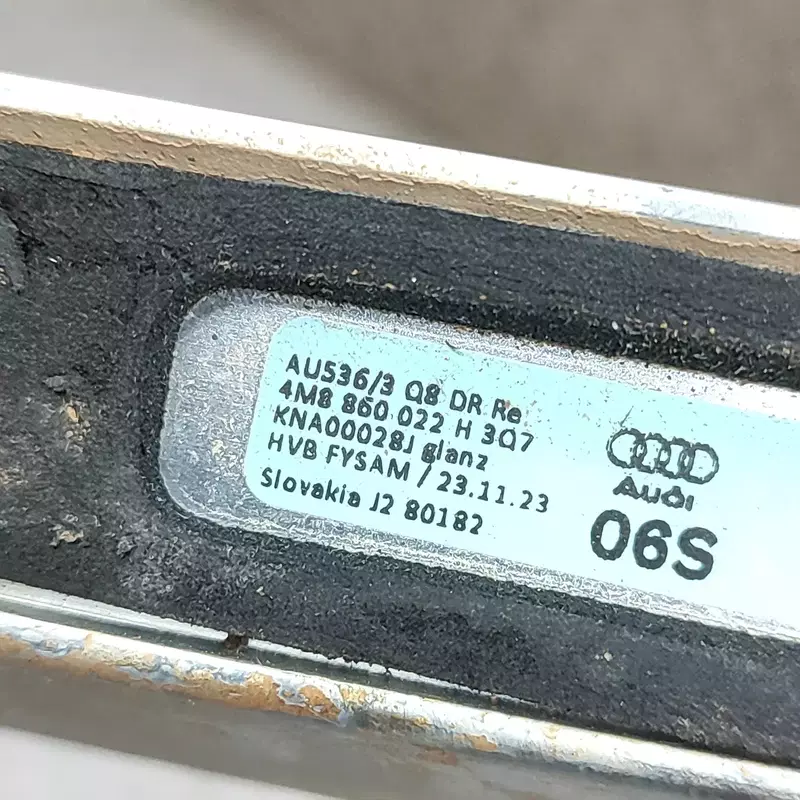 AU536/3 Q8 DR Re
4M8 860 022 H 3Q7
KNA00028J glanz
HVB FYSAM / 23.11.23
Slovakia J2 80182
Audi
06S